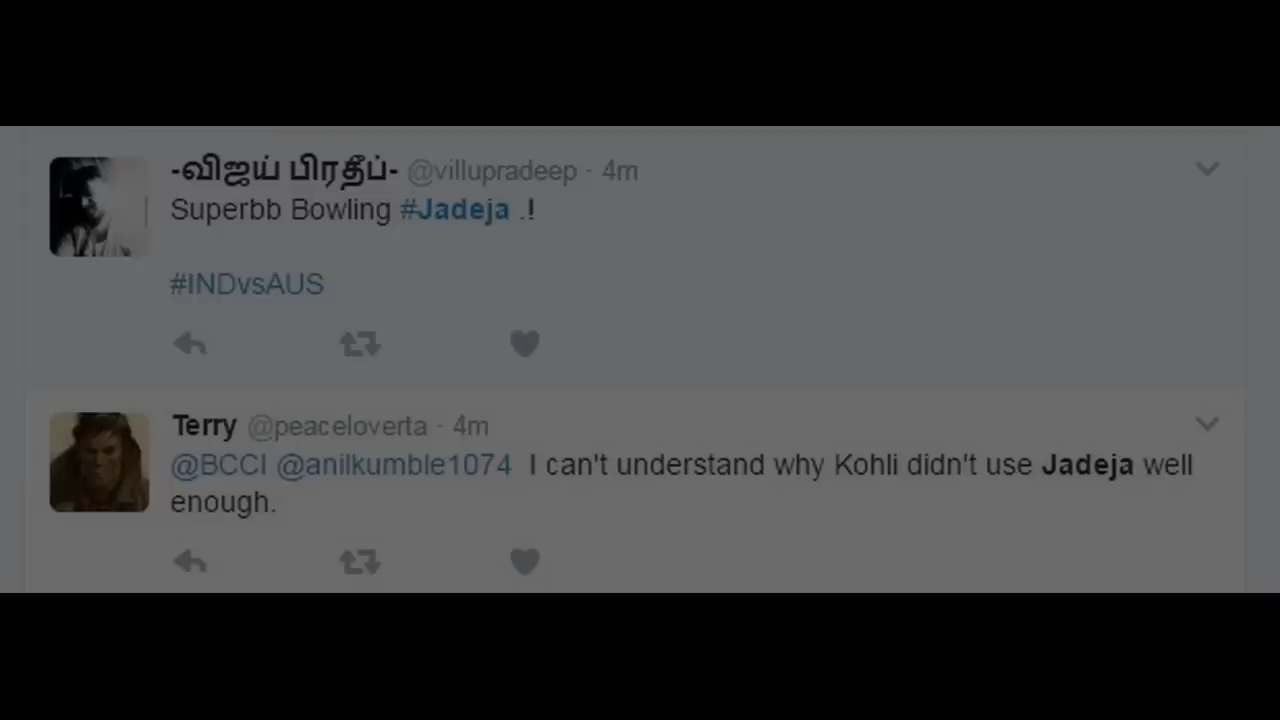 -விஜய் பிரதீப்- @villupradeep · 4m
Superbb Bowling #Jadeja .!
#INDvsAUS
Terry @peaceloverta · 4m
@BCCI @anilkumble1074 I can't understand why Kohli didn't use Jadeja well
enough.